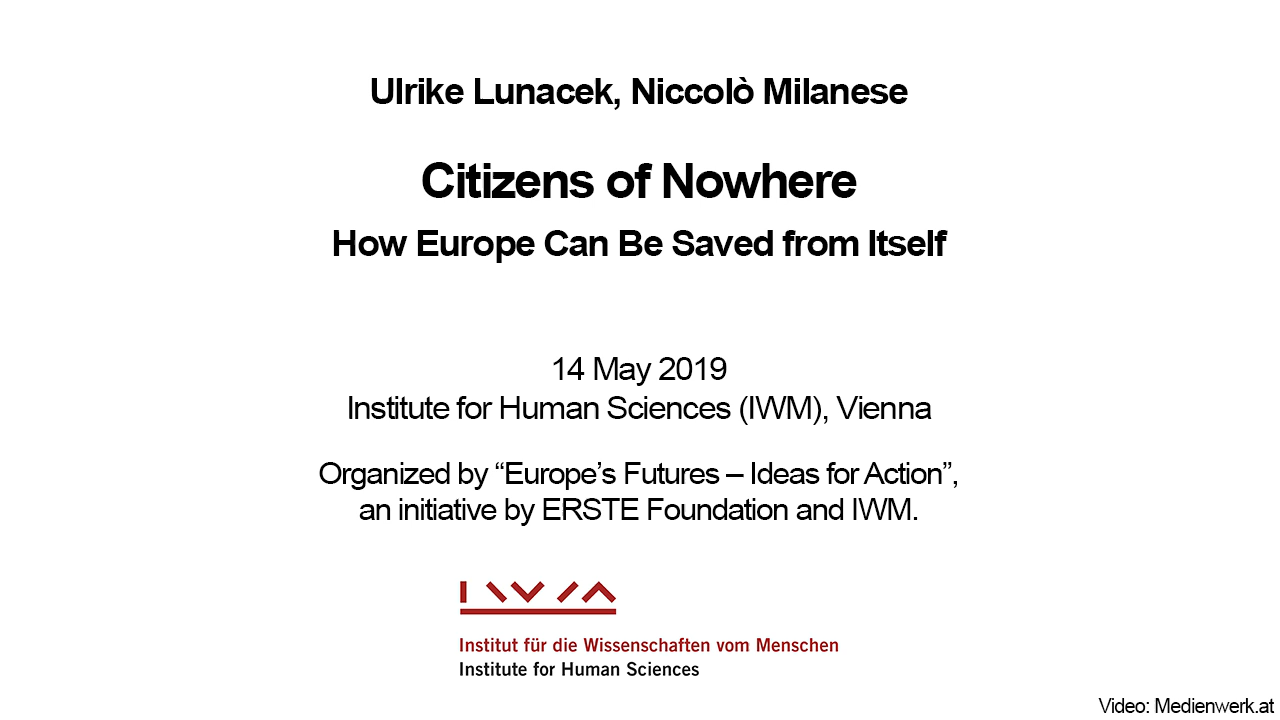 Ulrike Lunacek, Niccolò Milanese
Citizens of Nowhere
How Europe Can Be Saved from Itself
14 May 2019
Institute for Human Sciences (IWM), Vienna
Organized by “Europe’s Futures – Ideas for Action”,
an initiative by ERSTE Foundation and IWM.
IWM
Institut für die Wissenschaften vom Menschen
Institute for Human Sciences
Video: Medienwerk.at